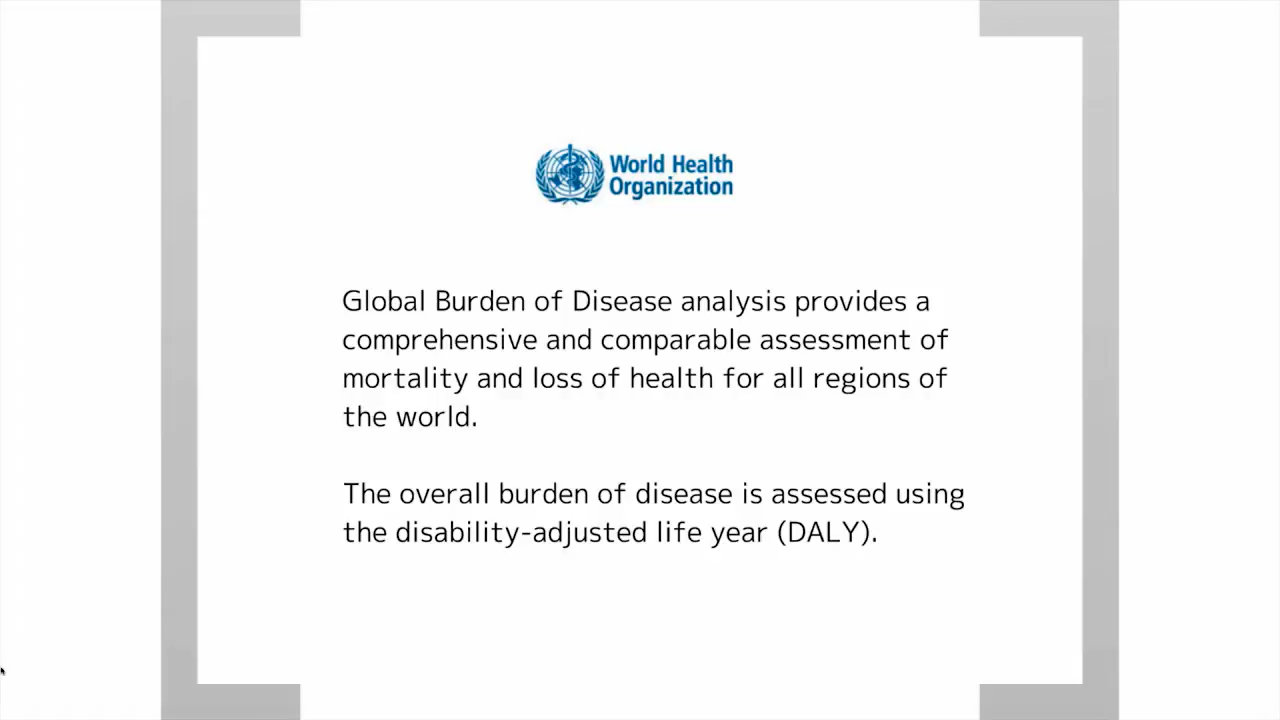 World Health
Organization
Global Burden of Disease analysis provides a
comprehensive and comparable assessment of
mortality and loss of health for all regions of
the world.
The overall burden of disease is assessed using
the disability-adjusted life year (DALY).